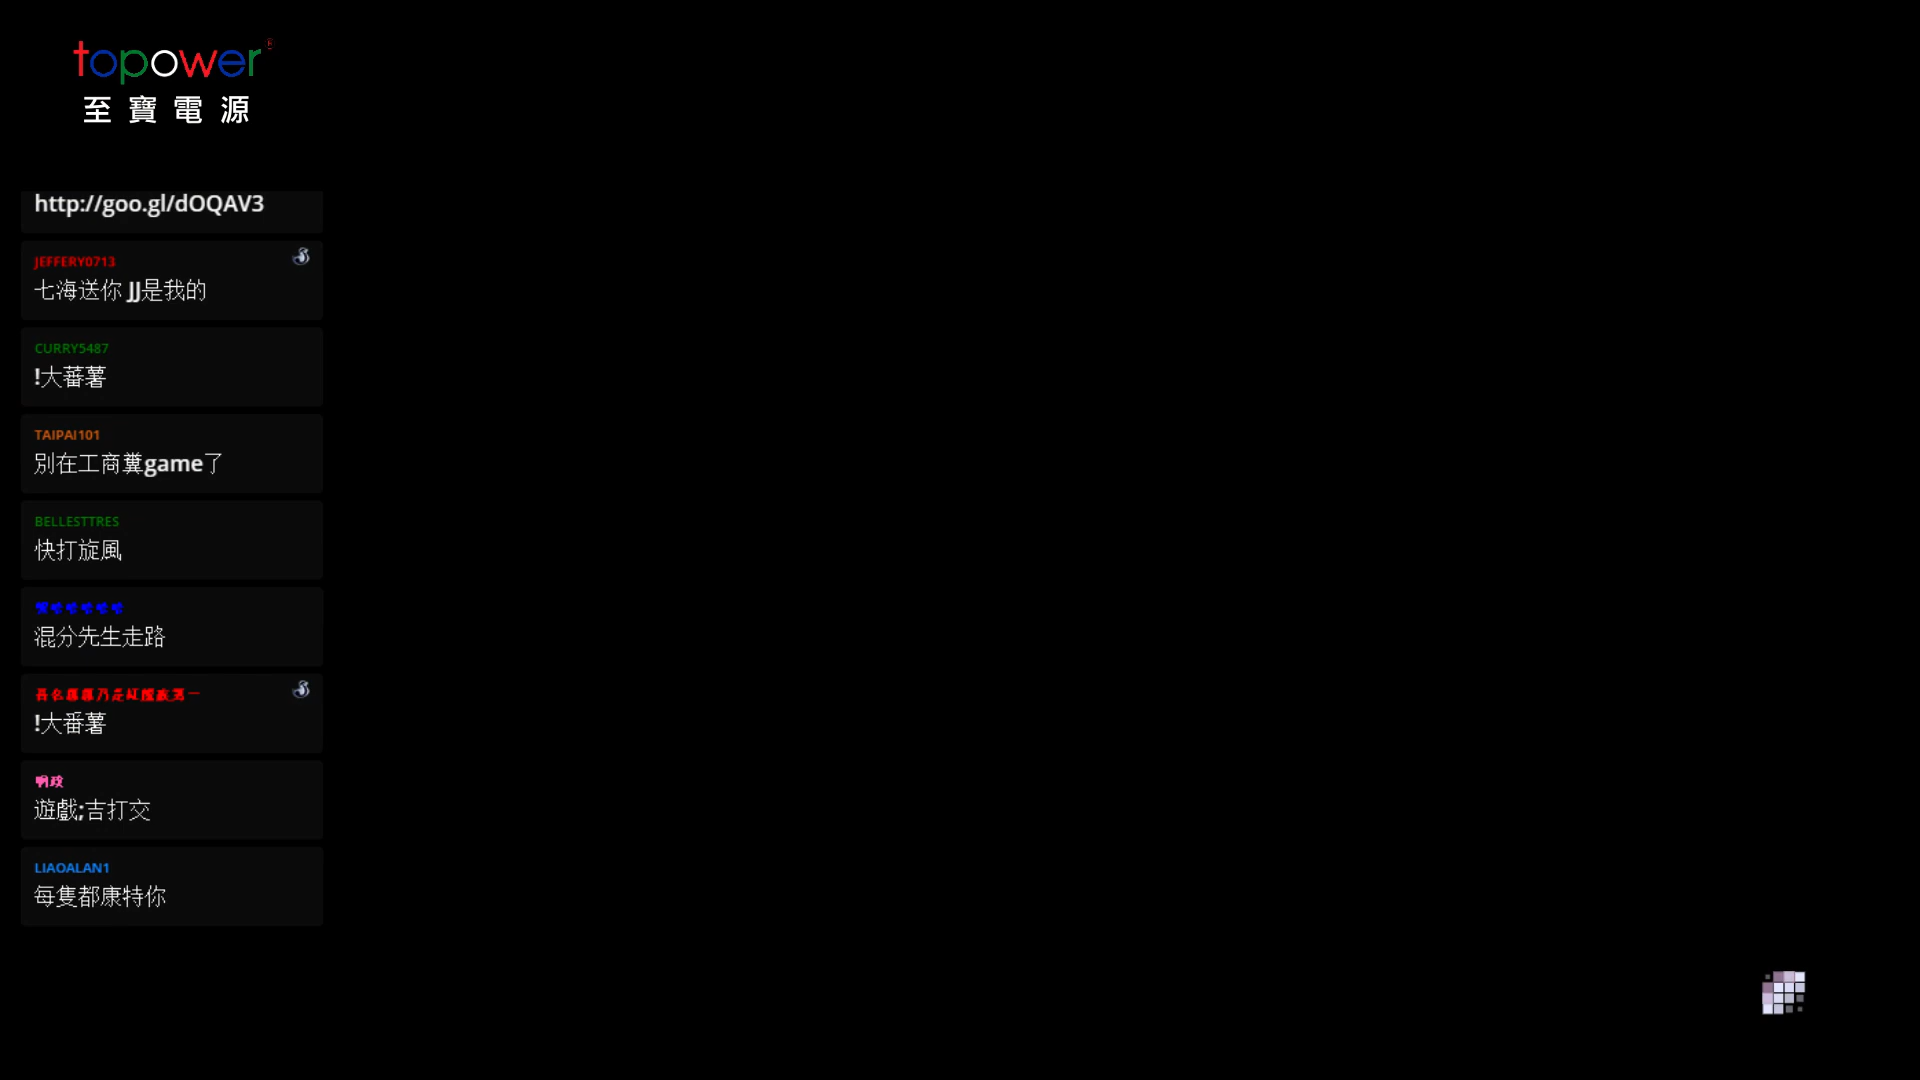 topower®
至寶電源
http://goo.gl/dOQAV3
JEFFERY0713
七海送你 JJ是我的
CURRY5487
!大蕃薯
TAIPAI101
別在工商糞game了
BELLESTTRES
快打旋風
混分先生走路
!大番薯
明政
遊戲;吉打交
LIAOALAN1
每隻都康特你